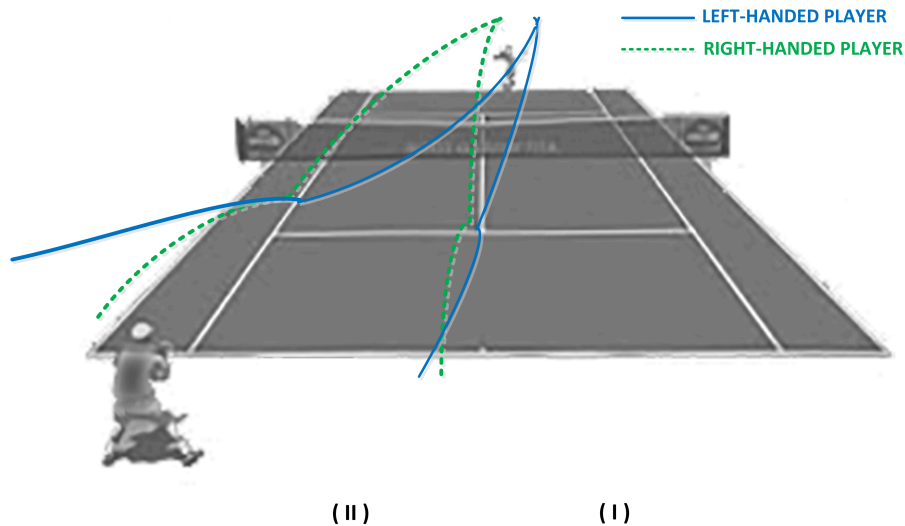 LEFT-HANDED PLAYER
RIGHT-HANDED PLAYER
( II )
( I )